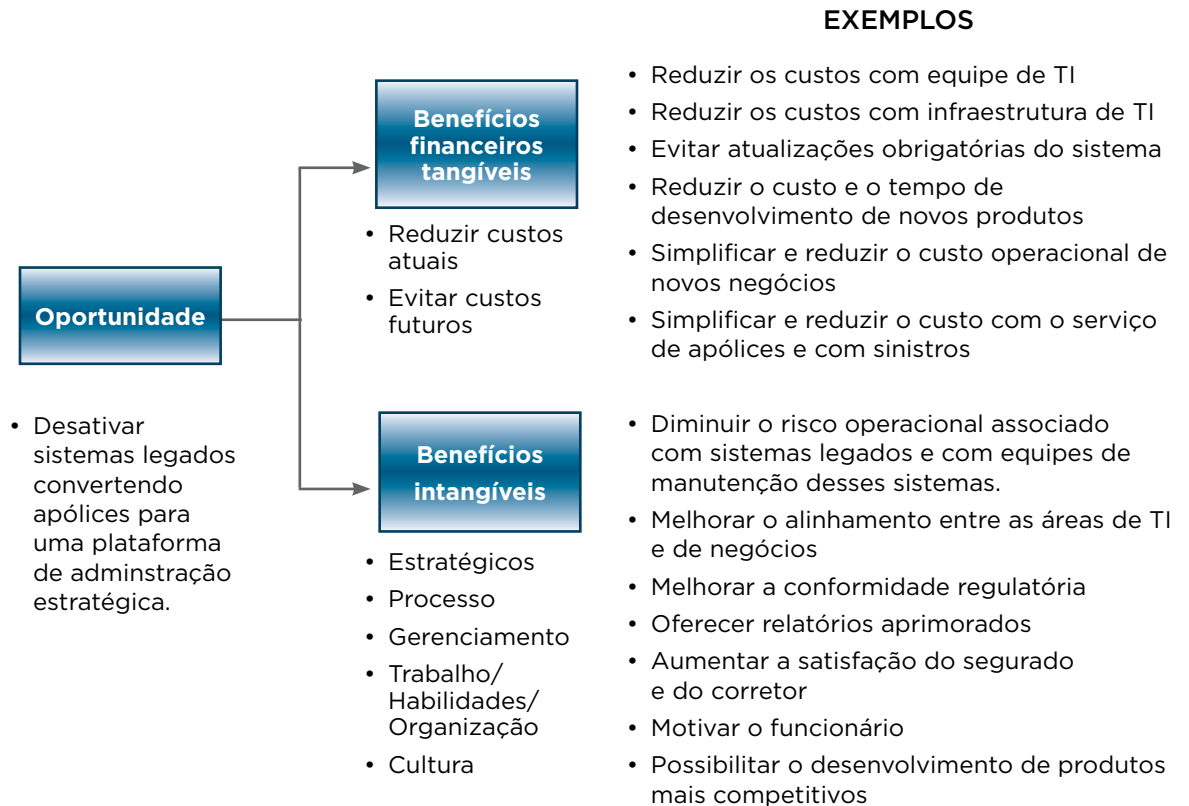 EXEMPLOS
Benefícios
financeiros
tangíveis
• Reduzir custos
atuais
• Evitar custos
futuros
• Reduzir os custos com equipe de TI
• Reduzir os custos com infraestrutura de TI
• Evitar atualizações obrigatórias do sistema
• Reduzir o custo e o tempo de
desenvolvimento de novos produtos
• Simplificar e reduzir o custo operacional de
novos negócios
• Simplificar e reduzir o custo com o serviço
de apólices e com sinistros
Oportunidade
• Desativar
sistemas legados
convertendo
apólices para
uma plataforma
de adminstração
estratégica.
Benefícios
intangíveis
• Estratégicos
• Processo
• Gerenciamento
• Trabalho/
Habilidades/
Organização
• Cultura
• Diminuir o risco operacional associado
com sistemas legados e com equipes de
manutenção desses sistemas.
• Melhorar o alinhamento entre as áreas de TI
e de negócios
• Melhorar a conformidade regulatória
• Oferecer relatórios aprimorados
• Aumentar a satisfação do segurado
e do corretor
• Motivar o funcionário
• Possibilitar o desenvolvimento de produtos
mais competitivos